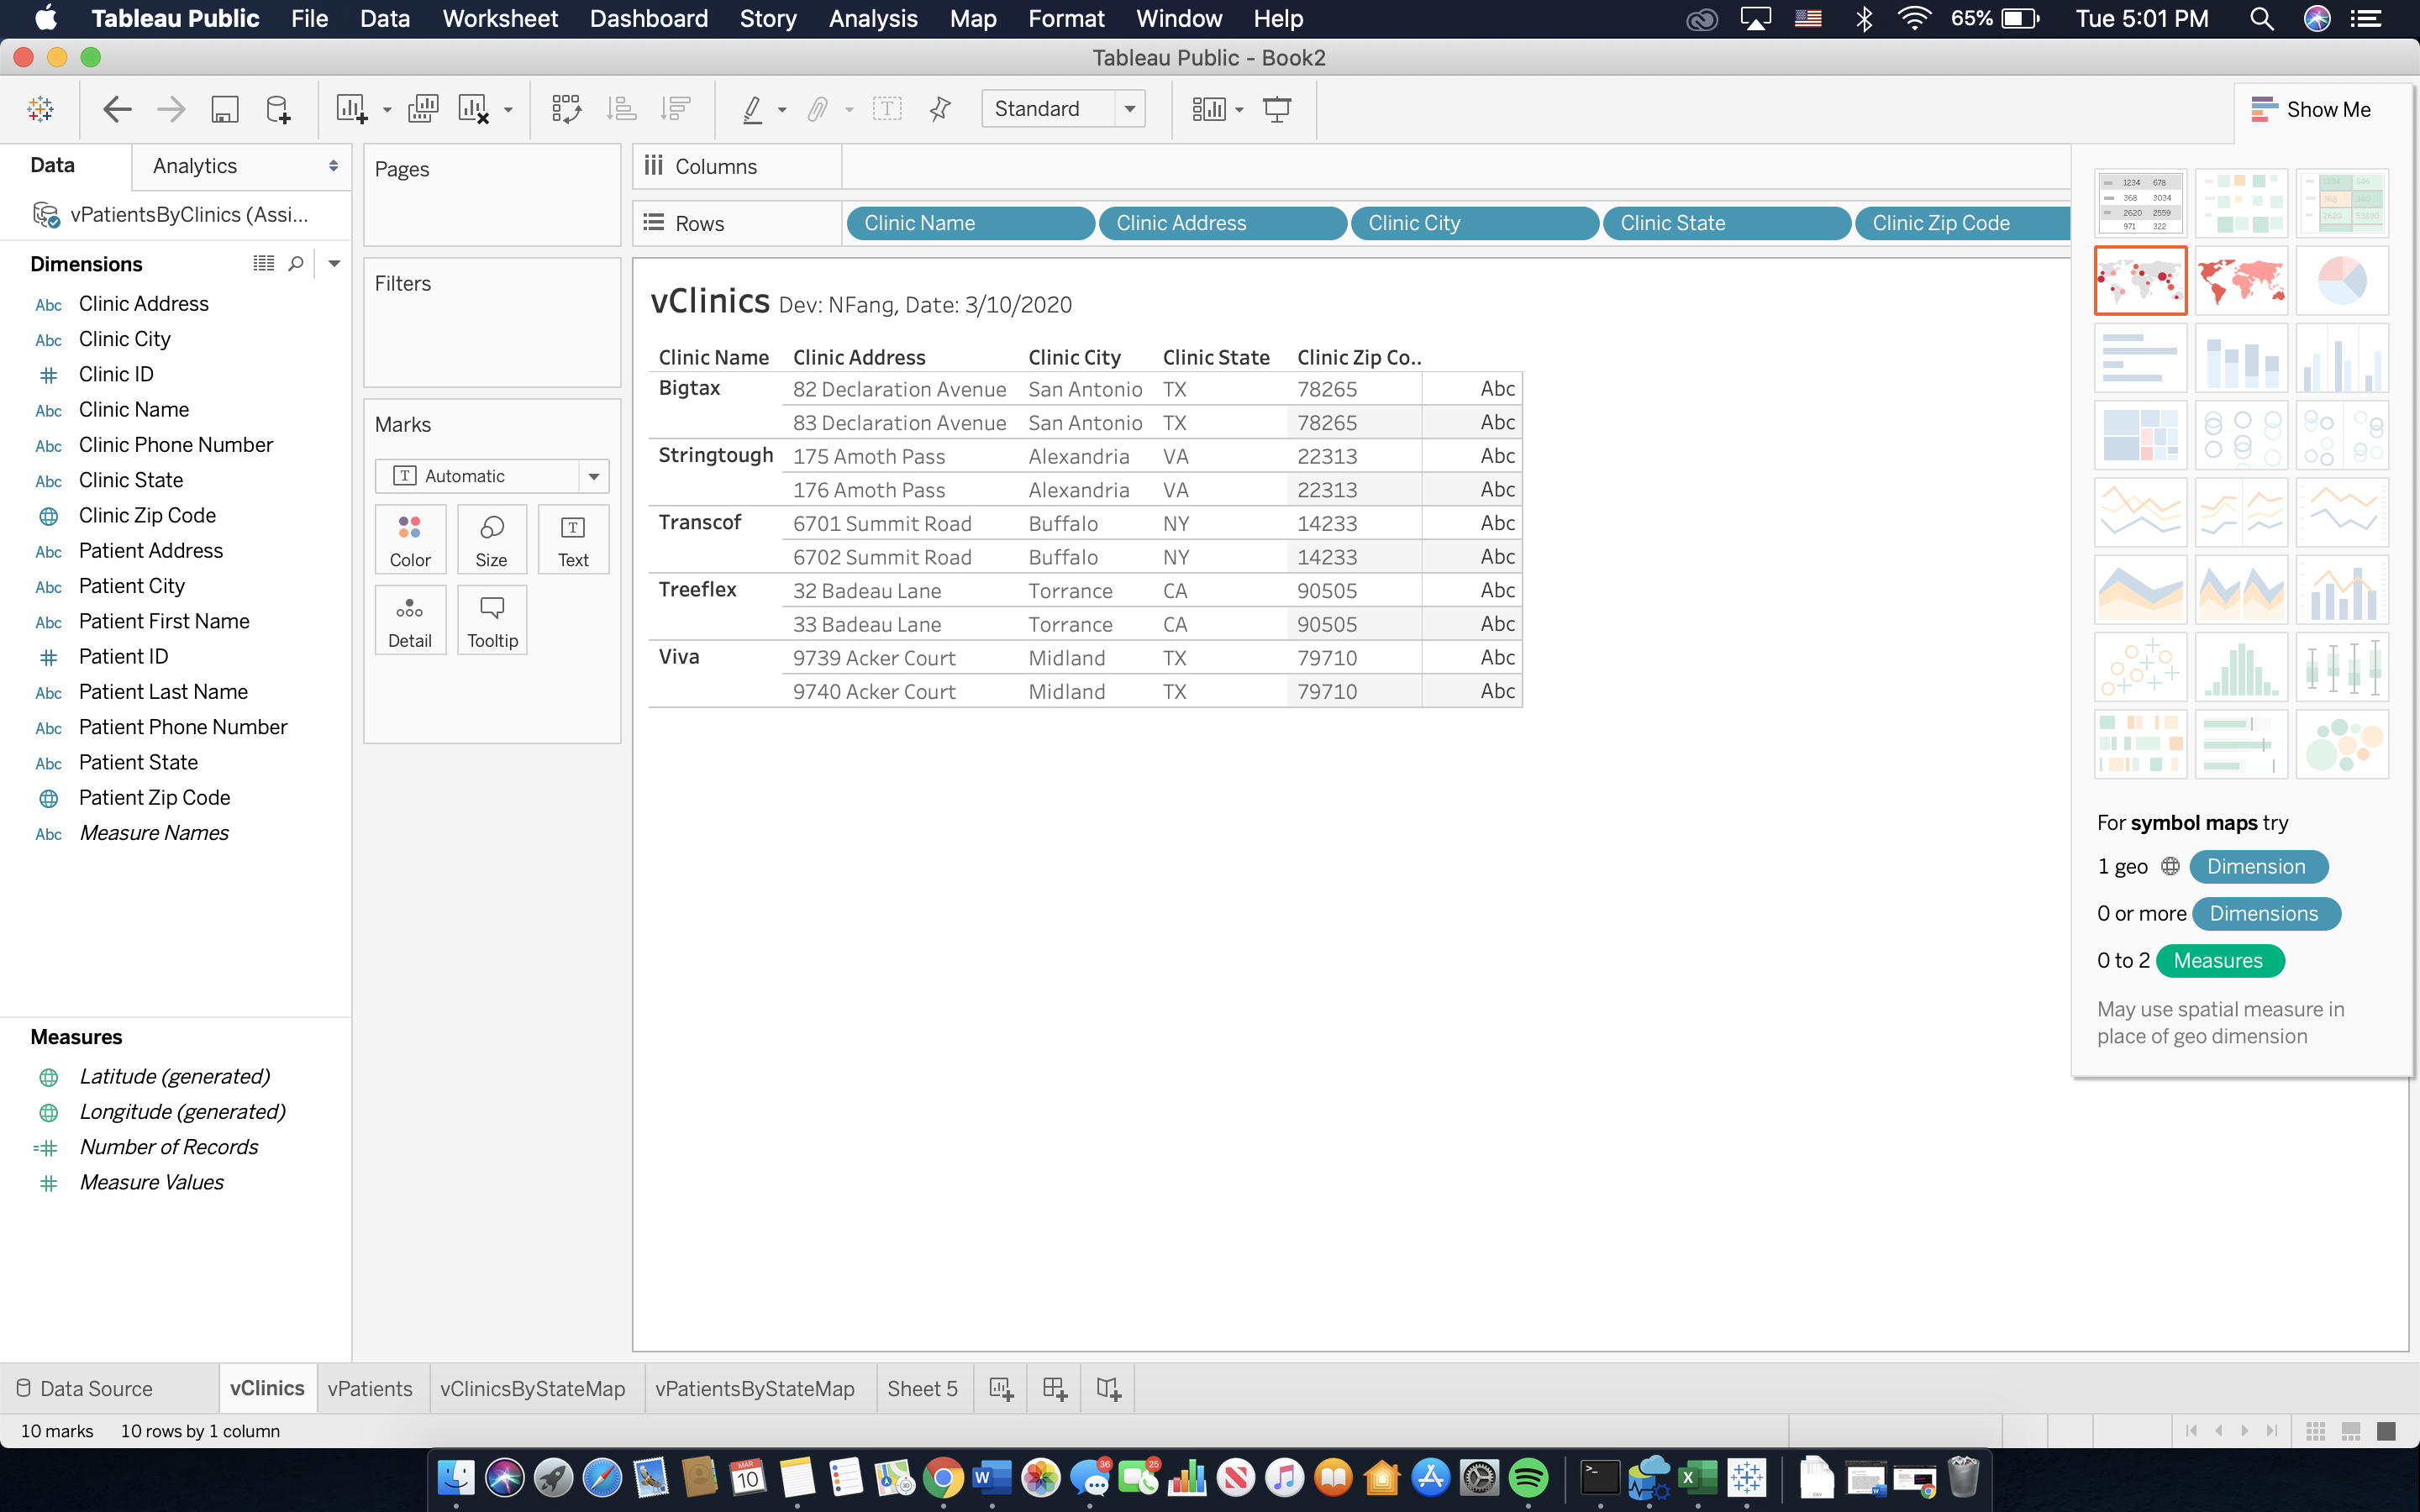 Tableau Public File Data Worksheet Dashboard Story Analysis Map Format Window Help 65% Tue 5:01 PM
Tableau Public - Book2
Standard
Show Me
Data Analytics
vPatientsByClinics (Assi...
Dimensions
Abc Clinic Address
Abc Clinic City
# Clinic ID
Abc Clinic Name
Abc Clinic Phone Number
Abc Clinic State
Clinic Zip Code
Abc Patient Address
Abc Patient City
Abc Patient First Name
# Patient ID
Abc Patient Last Name
Abc Patient Phone Number
Abc Patient State
Patient Zip Code
Abc Measure Names
Measures
Latitude (generated)
Longitude (generated)
=# Number of Records
# Measure Values
Pages
Filters
Marks
T Automatic
Color Size Text
Detail Tooltip
Columns
Rows Clinic Name Clinic Address Clinic City Clinic State Clinic Zip Code
vClinics Dev: NFang, Date: 3/10/2020
Clinic Name Clinic Address Clinic City Clinic State Clinic Zip Co..
Bigtax 82 Declaration Avenue San Antonio TX 78265 Abc
83 Declaration Avenue San Antonio TX 78265 Abc
Stringtough 175 Amoth Pass Alexandria VA 22313 Abc
176 Amoth Pass Alexandria VA 22313 Abc
Transcof 6701 Summit Road Buffalo NY 14233 Abc
6702 Summit Road Buffalo NY 14233 Abc
Treeflex 32 Badeau Lane Torrance CA 90505 Abc
33 Badeau Lane Torrance CA 90505 Abc
Viva 9739 Acker Court Midland TX 79710 Abc
9740 Acker Court Midland TX 79710 Abc
1234 678
368 3034
2620 2559
971 322
For symbol maps try
1 geo Dimension
0 or more Dimensions
0 to 2 Measures
May use spatial measure in
place of geo dimension
Data Source vClinics vPatients vClinicsByStateMap vPatientsByStateMap Sheet 5
10 marks 10 rows by 1 column
MAR
10
W
36
25
X